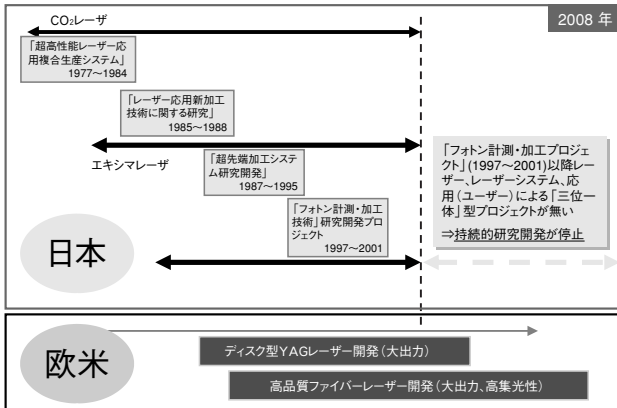 CO₂レーザ
2008 年
「超高性能レーザー応
用複合生産システム」
1977～1984
「レーザー応用新加工
技術に関する研究」
1985～1988
エキシマレーザ
「超先端加工システ
ム研究開発」
1987～1995
「フォトン計測・加工プロジェ
クト」(1997～2001)以降レー
ザー、レーザーシステム、応
用(ユーザー)による「三位一
体」型プロジェクトが無い
⇒持続的研究開発が停止
「フォトン計測・加工
技術」研究開発プロ
ジェクト
1997～2001
日本
欧米
ディスク型YAGレーザー開発(大出力)
高品質ファイバーレーザー開発(大出力、高集光性)